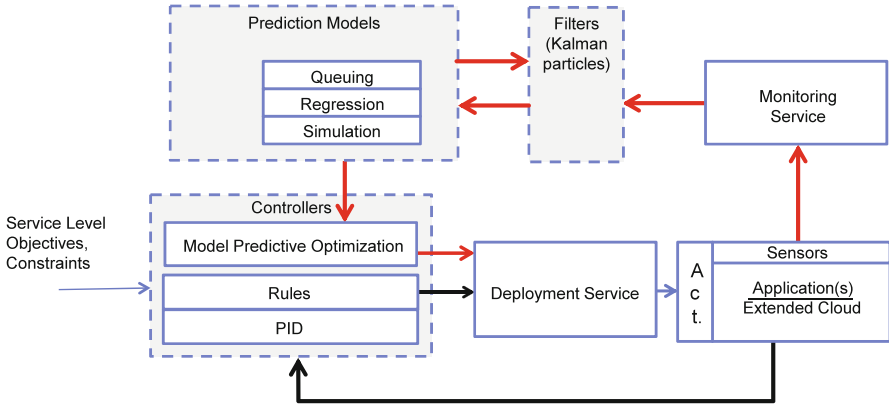 Prediction Models
Queuing
Regression
Simulation
Filters
(Kalman
particles)
Monitoring
Service
Service Level
Objectives,
Constraints
Controllers
Model Predictive Optimization
Rules
PID
Deployment Service
A
c
t.
Sensors
Application(s)
Extended Cloud